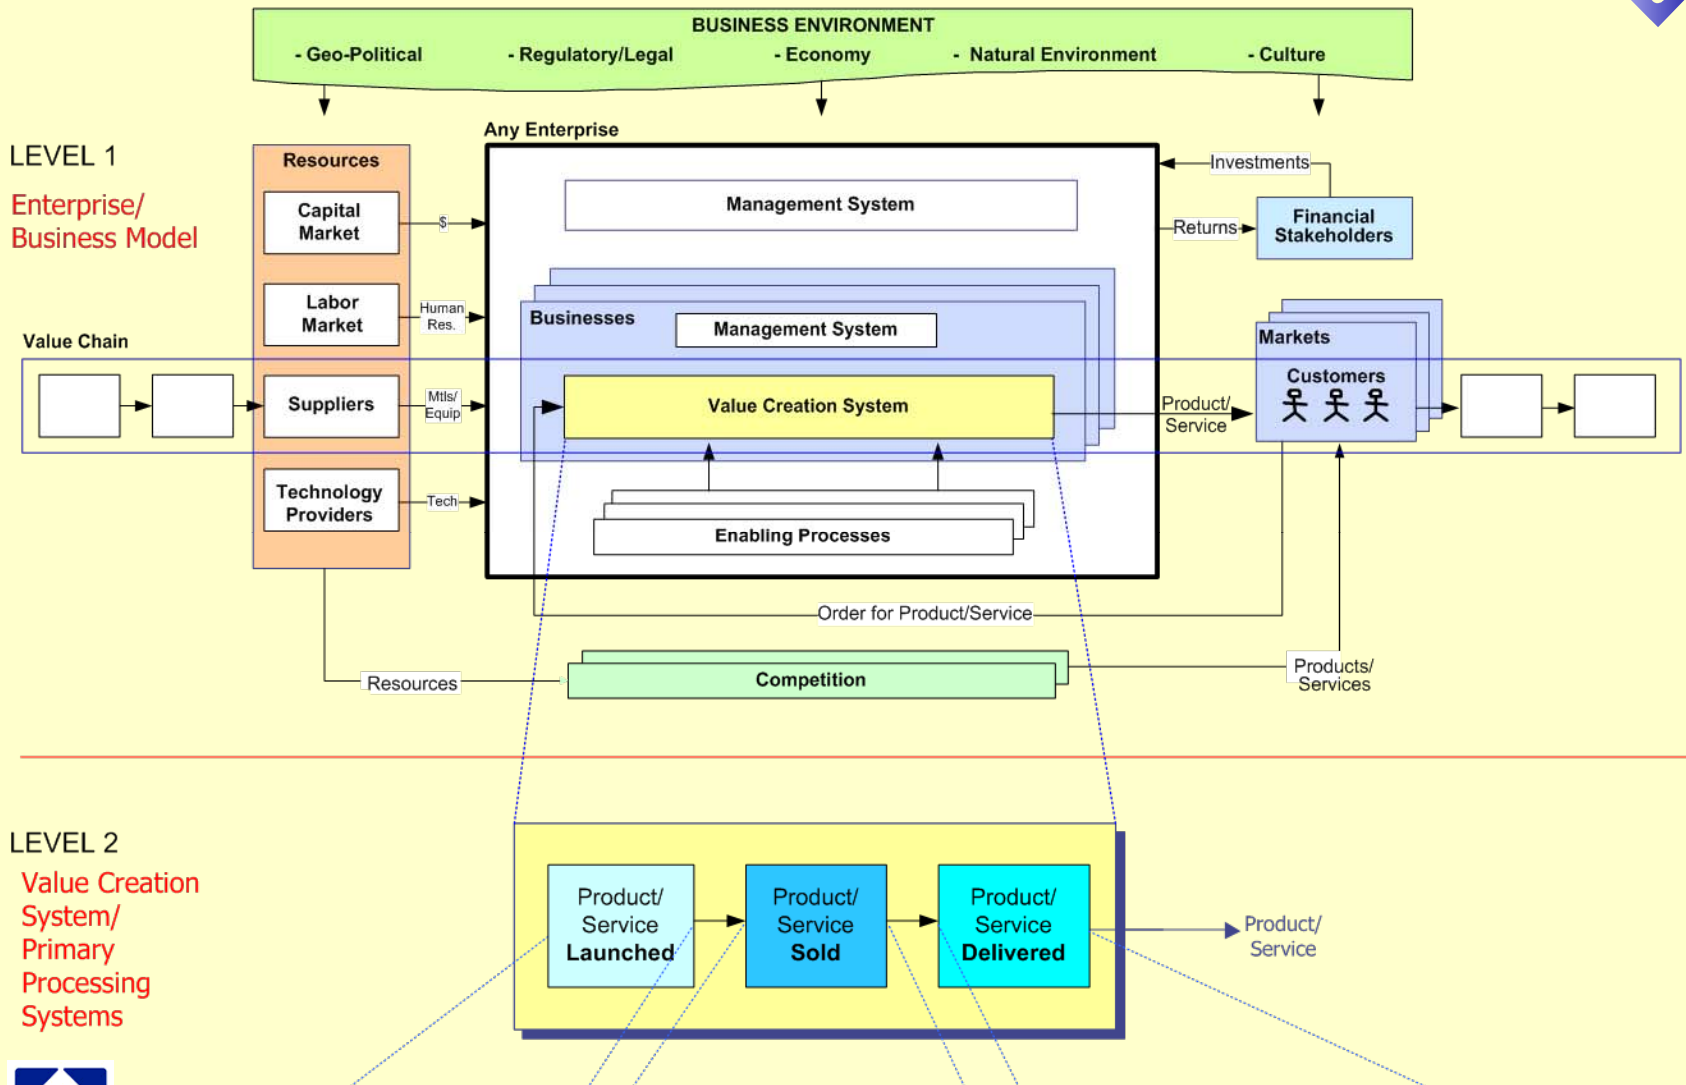 BUSINESS ENVIRONMENT
- Geo-Political
- Regulatory/Legal
- Economy
- Natural Environment
- Culture
LEVEL 1
Enterprise/
Business Model
Any Enterprise
Resources
Capital
Market
$
Labor
Market
Human
Res.
Suppliers
Mtls/
Equip
Technology
Providers
Tech
Management System
Businesses
Management System
Value Creation System
Enabling Processes
Investments
Financial
Stakeholders
Returns
Value Chain
Markets
Customers
Product/
Service
Order for Product/Service
Resources
Competition
Products/
Services
LEVEL 2
Value Creation
System/
Primary
Processing
Systems
Product/
Service
Launched
Product/
Service
Sold
Product/
Service
Delivered
Product/
Service